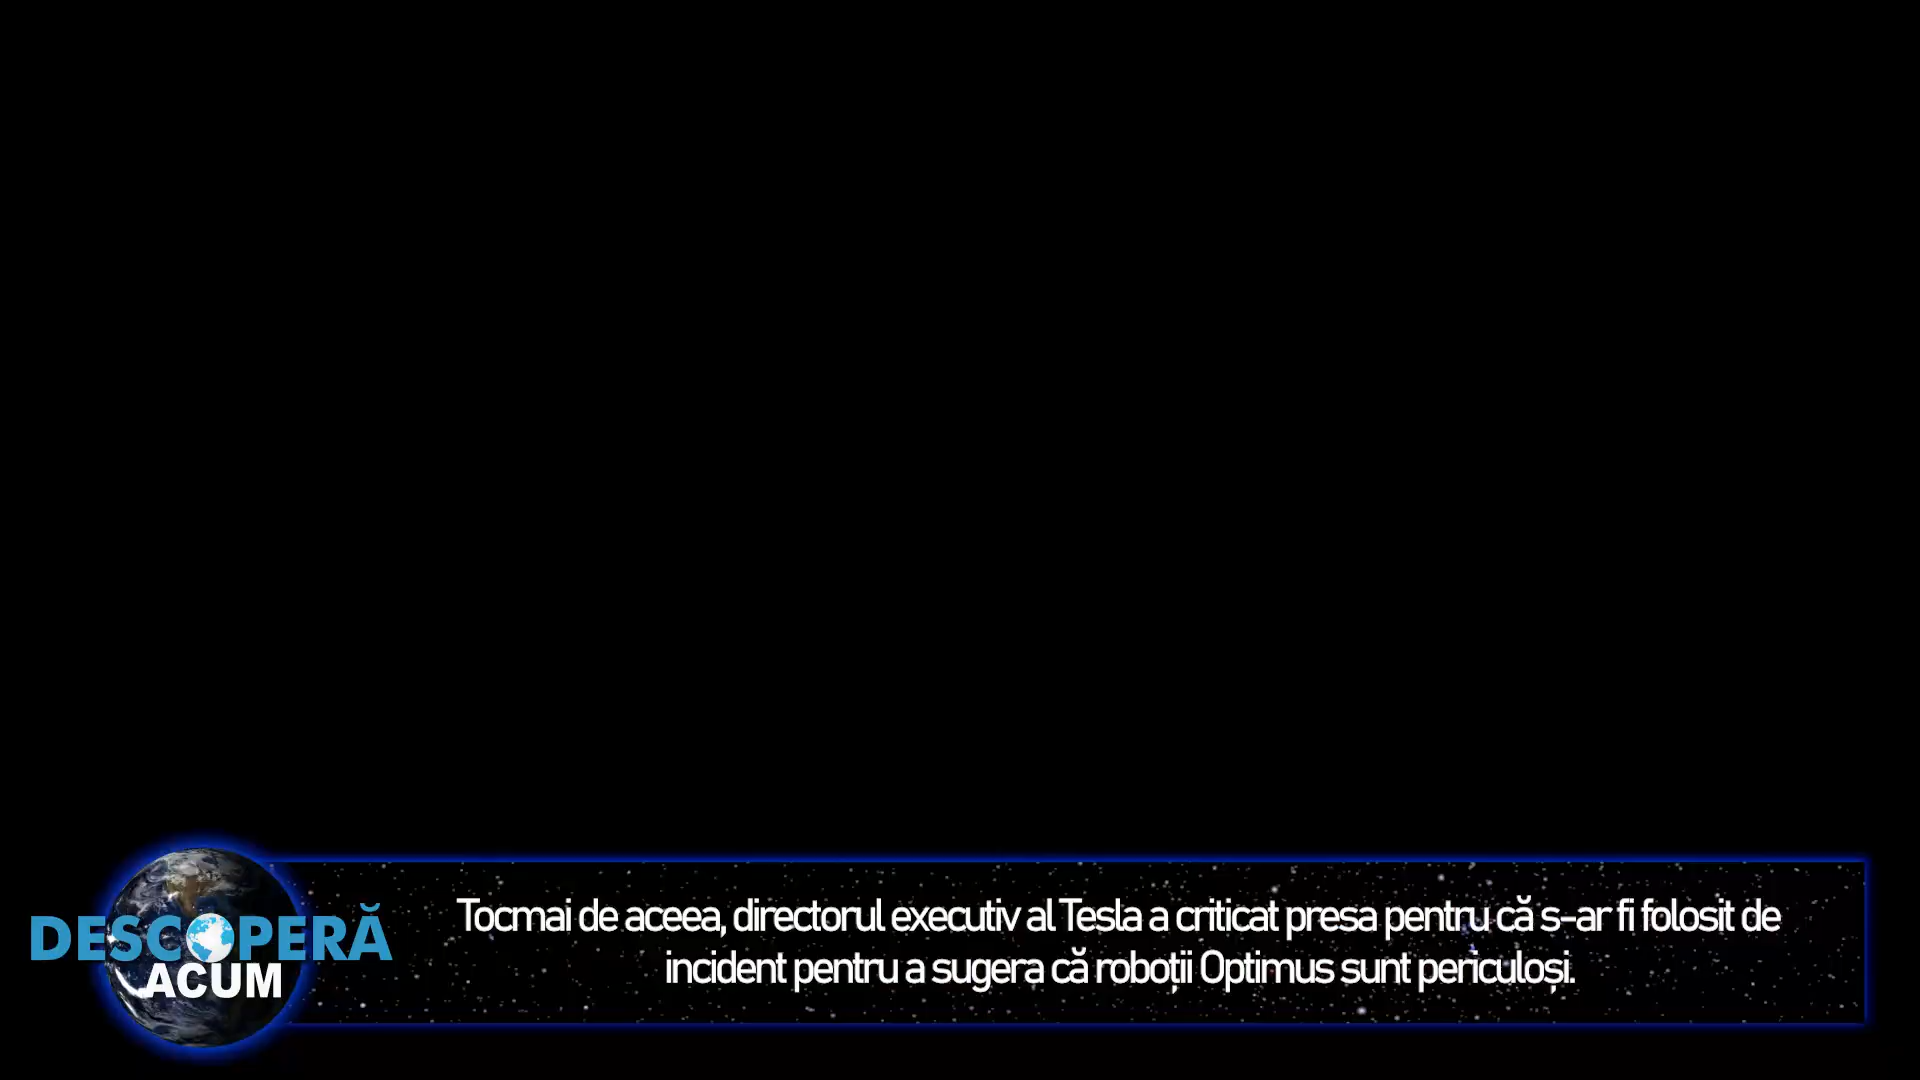 DESCOPERĂ
ACUM
Tocmai de aceea, directorul executiv al Tesla a criticat presa pentru că s-ar fi folosit de
incident pentru a sugera că roboții Optimus sunt periculoși.